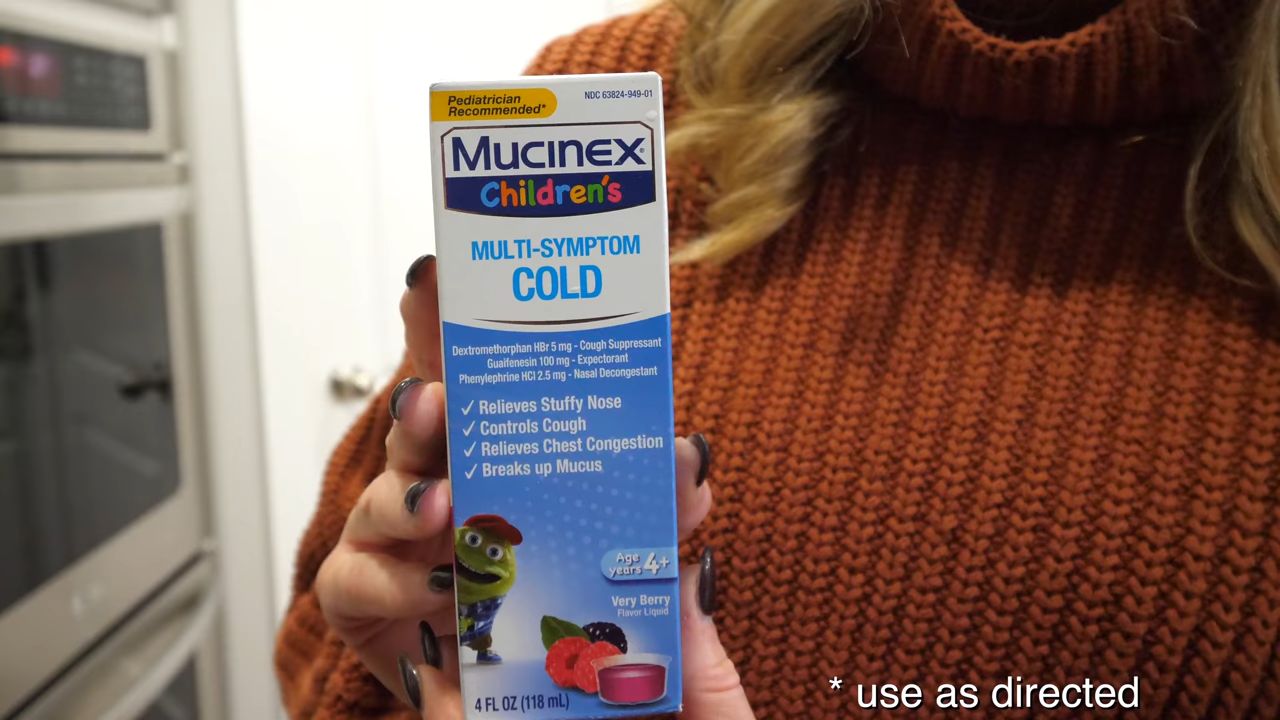 Pediatrician
Recommended*
NDC 63824-949-01
Mucinex®
Children's
MULTI-SYMPTOM
COLD
Dextromethorphan HBr 5 mg - Cough Suppressant
Guaifenesin 100 mg - Expectorant
Phenylephrine HCl 2.5 mg - Nasal Decongestant
✓ Relieves Stuffy Nose
✓ Controls Cough
✓ Relieves Chest Congestion
✓ Breaks up Mucus
Age
years 4+
Very Berry
Flavor Liquid
4 FL OZ (118 mL)
* use as directed